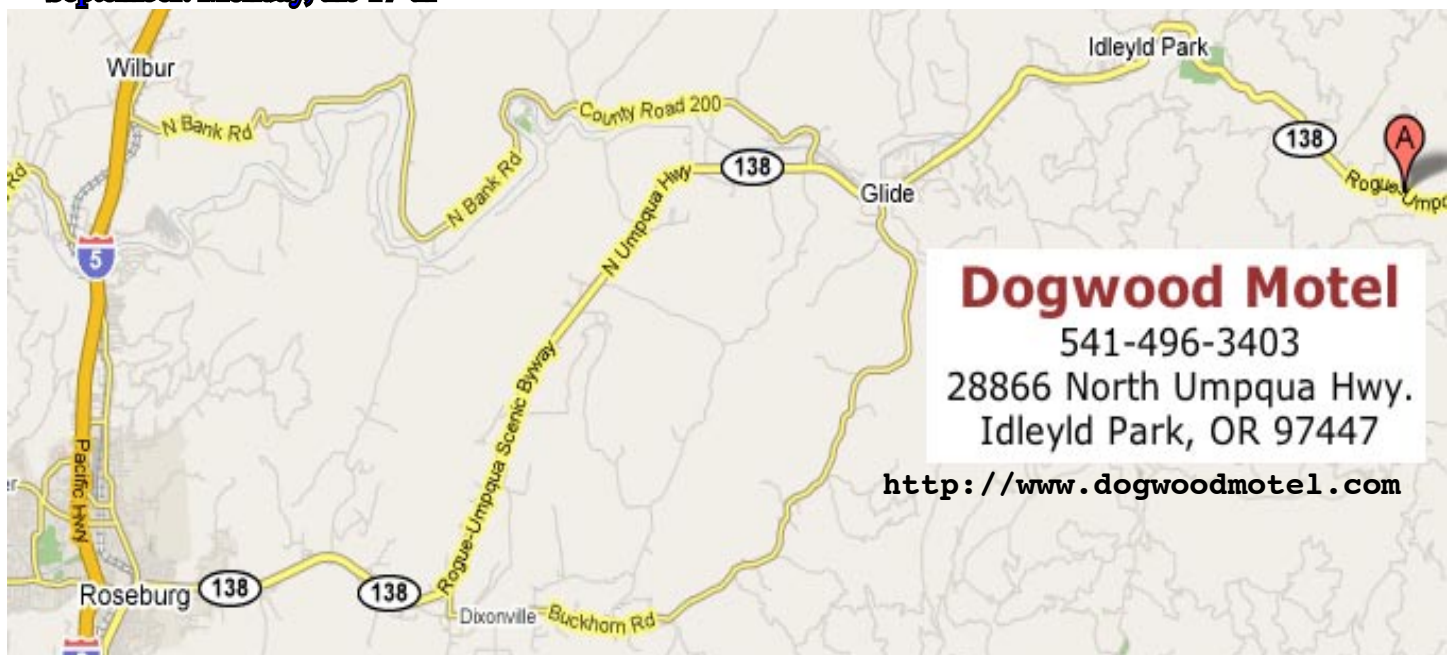 Wilbur
Idleyld Park
N Bank Rd
County Road 200
138
138
A
Rd
N Bank Rd
N Umpqua Hwy
Glide
Rogue-Umpq
5
Dogwood Motel
541-496-3403
28866 North Umpqua Hwy.
Idleyld Park, OR 97447
http://www.dogwoodmotel.com
Pacific Hwy
Rogue-Umpqua Scenic Byway
er
Roseburg
138
138
Dixonville
Buckhorn Rd